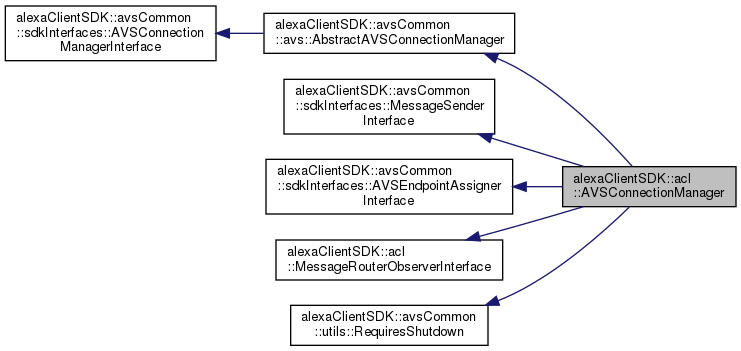 alexaClientSDK::avsCommon
::sdkInterfaces::AVSConnection
ManagerInterface
alexaClientSDK::avsCommon
::avs::AbstractAVSConnectionManager
alexaClientSDK::avsCommon
::sdkInterfaces::MessageSender
Interface
alexaClientSDK::avsCommon
::sdkInterfaces::AVSEndpointAssigner
Interface
alexaClientSDK::acl
::MessageRouterObserverInterface
alexaClientSDK::avsCommon
::utils::RequiresShutdown
alexaClientSDK::acl
::AVSConnectionManager